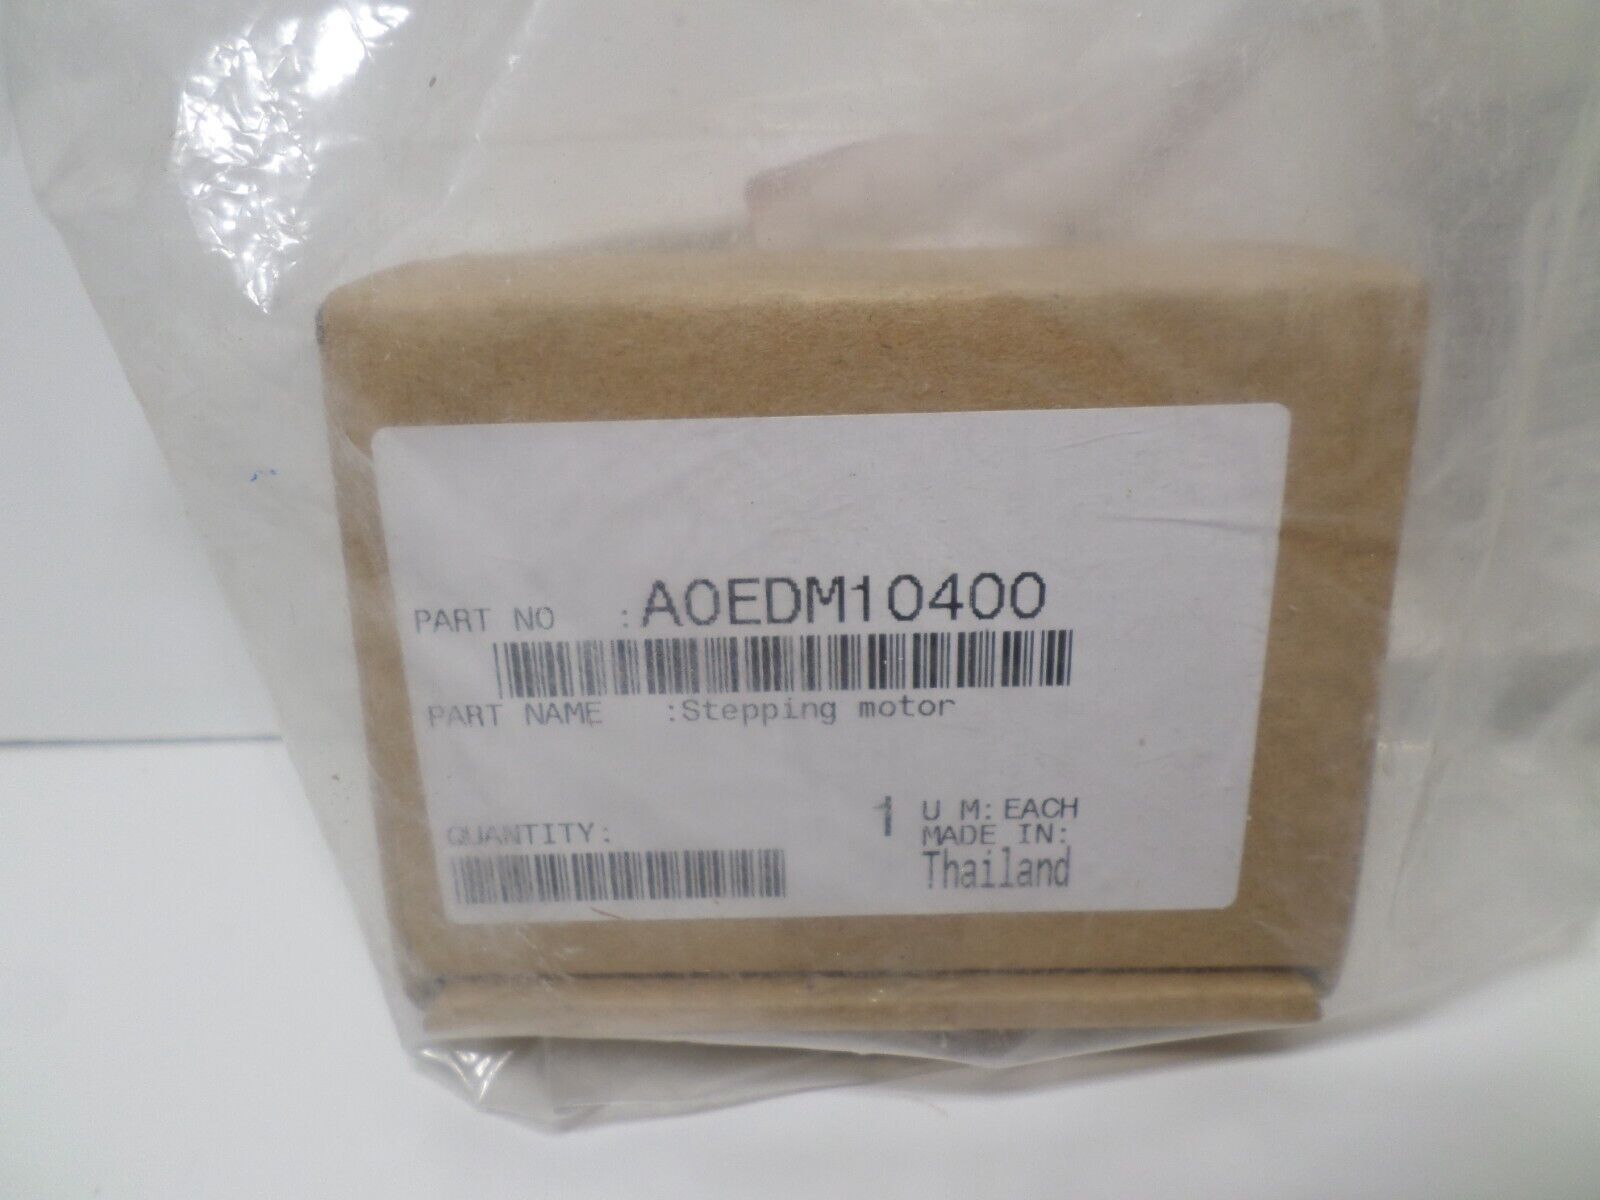 PART NO : A0EDM10400
PART NAME :Stepping motor
QUANTITY: 1 U M: EACH
MADE IN:
Thailand